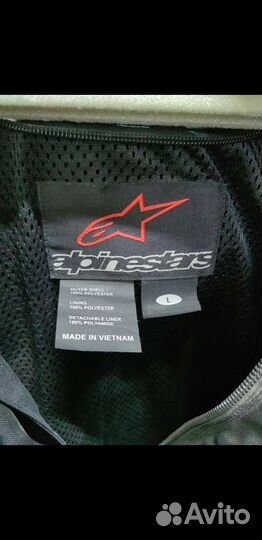 alpinestars
OUTER SHELL
100% POLYESTER
LINING
100% POLYESTER
DETACHABLE LINER
100% POLYAMIDE
MADE IN VIETNAM
L
Avito